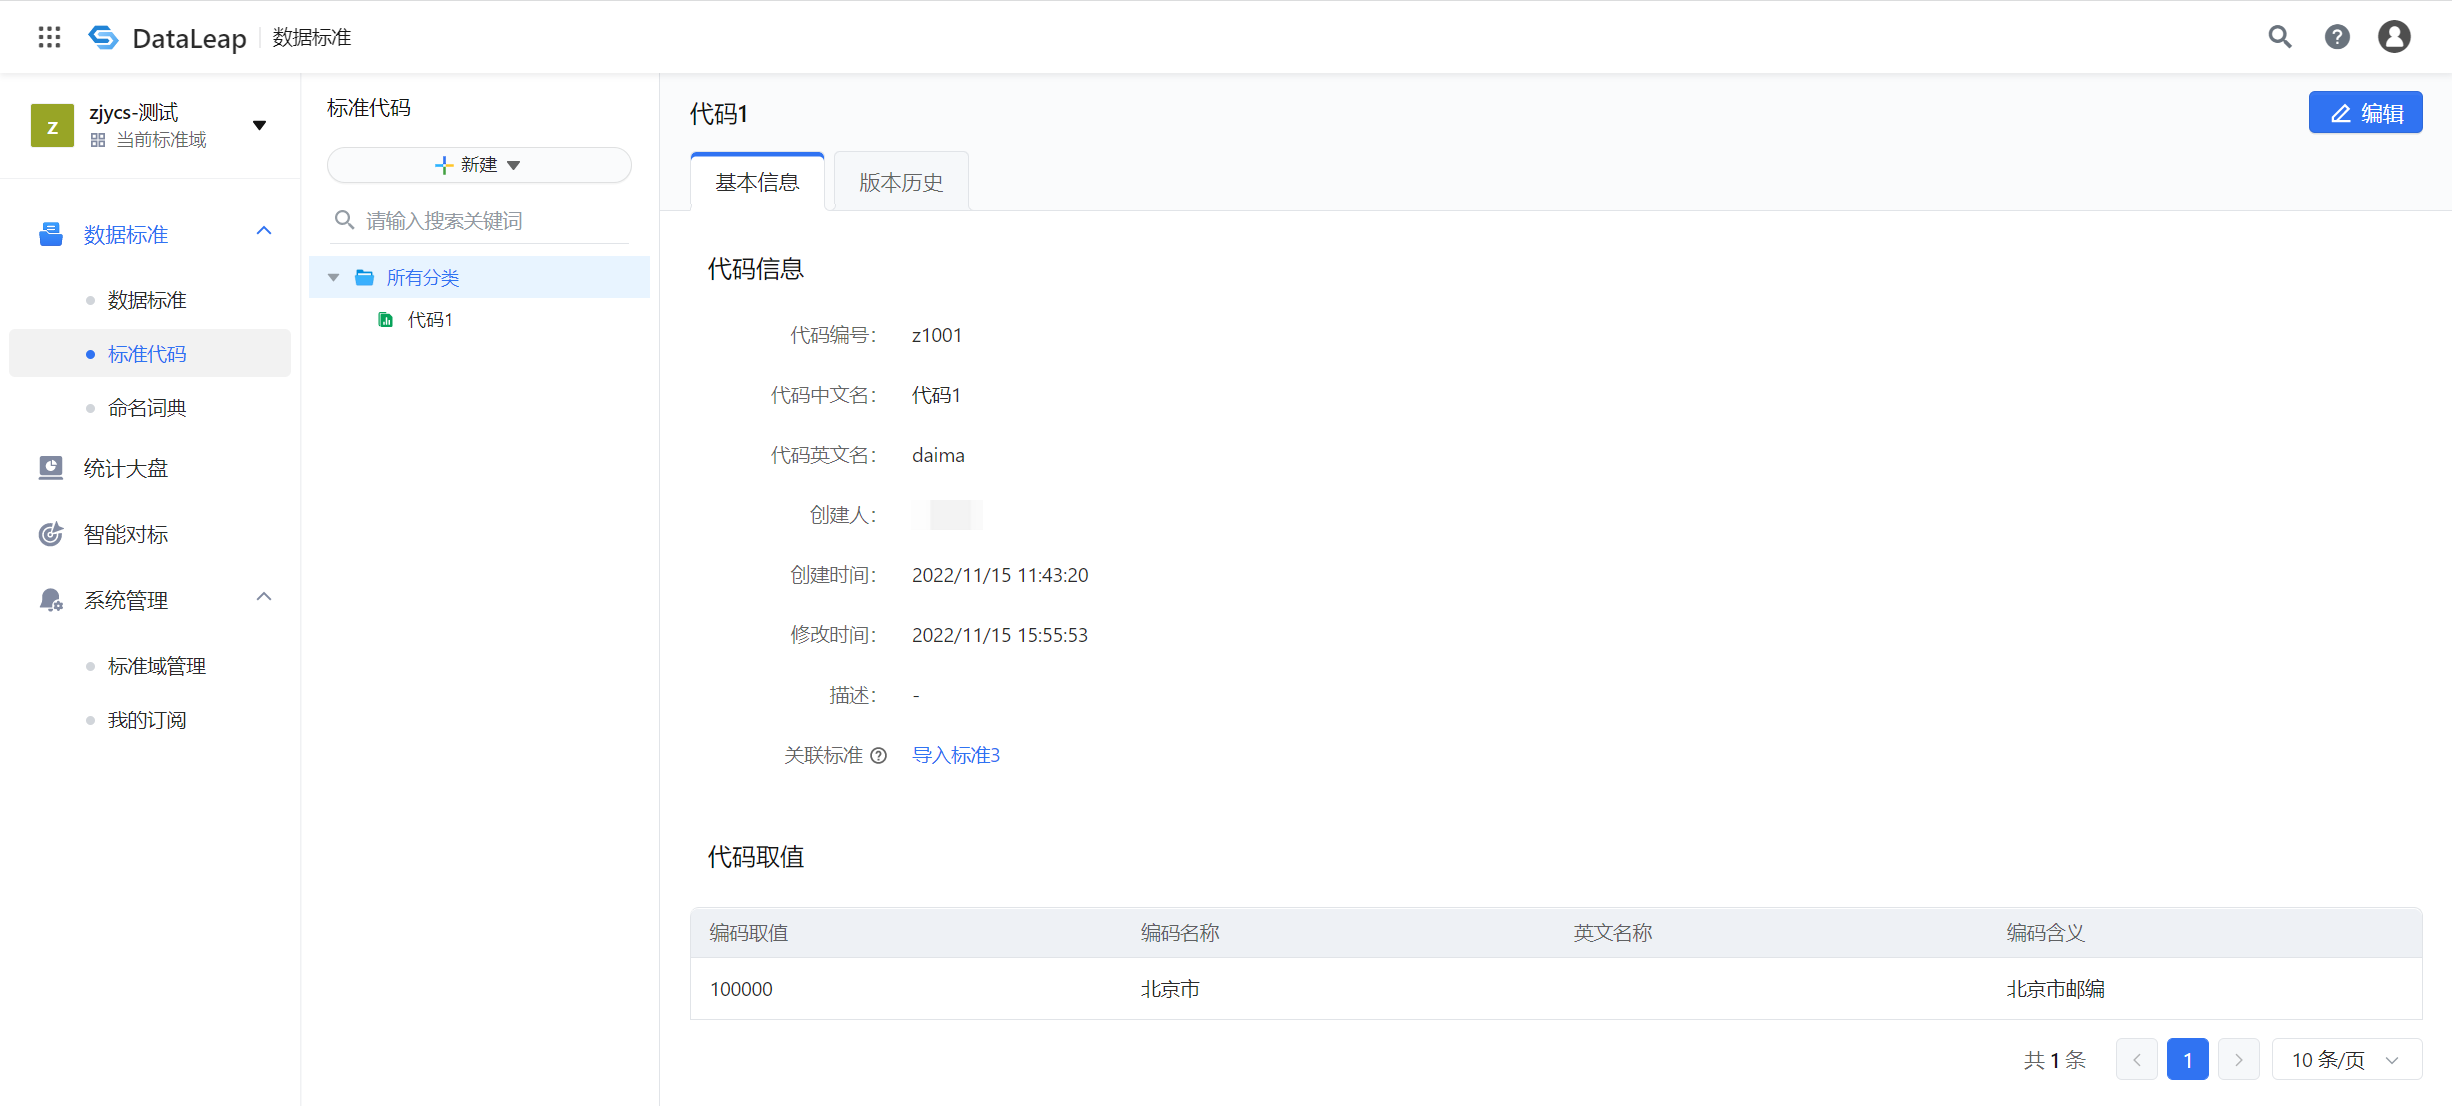 DataLeap 数据标准
z
zjycs-测试
当前标准域
数据标准
数据标准
标准代码
命名词典
统计大盘
智能对标
系统管理
标准域管理
我的订阅
标准代码
新建
请输入搜索关键词
所有分类
代码1
代码1
编辑
基本信息 版本历史
代码信息
代码编号： z1001
代码中文名： 代码1
代码英文名： daima
创建人：
创建时间： 2022/11/15 11:43:20
修改时间： 2022/11/15 15:55:53
描述： -
关联标准 导入标准3
代码取值
编码取值 编码名称 英文名称 编码含义
100000 北京市 北京市邮编
共 1 条 1 10 条/页